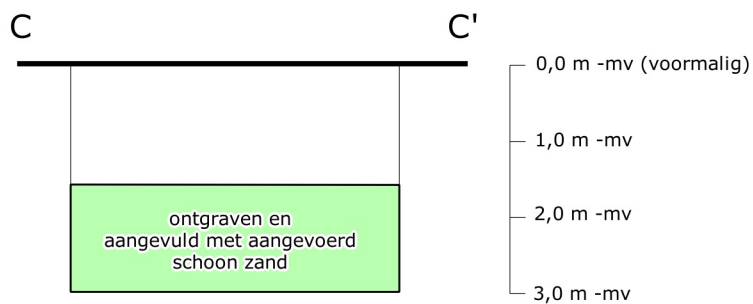 C C'
0,0 m -mv (voormalig)
1,0 m -mv
2,0 m -mv
ontgraven en
aangevuld met aangevoerd
schoon zand
3,0 m -mv